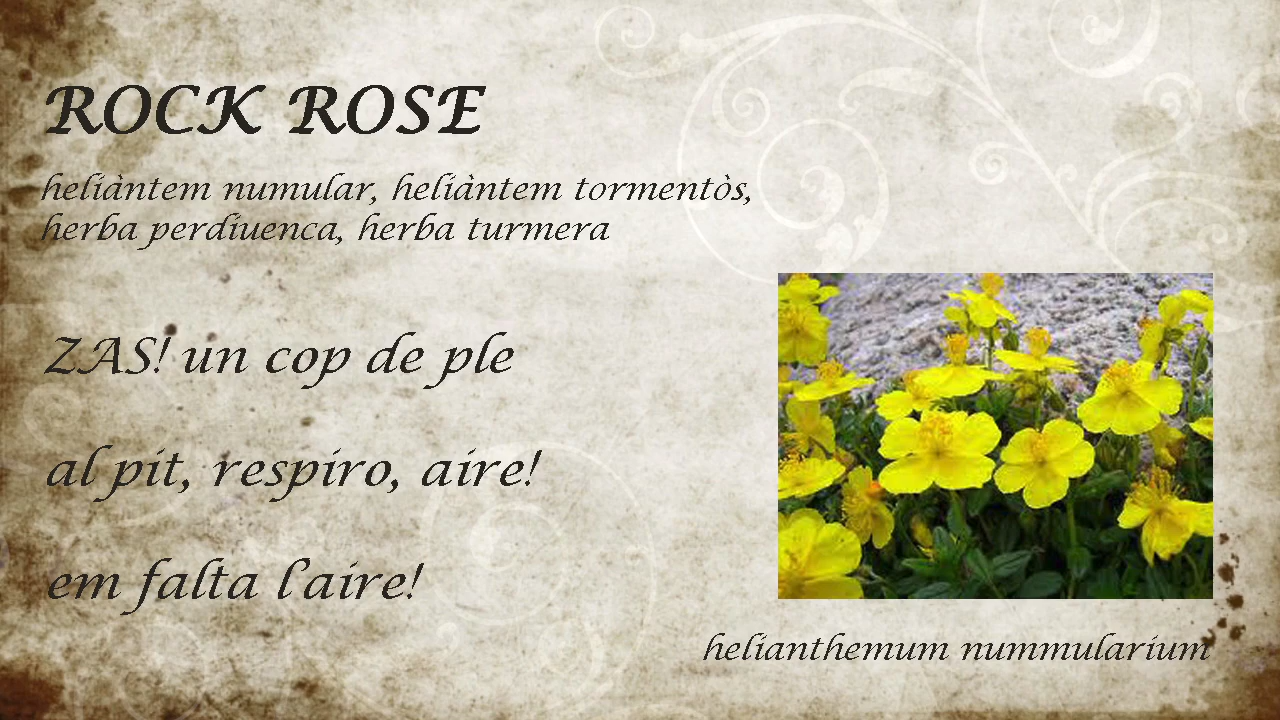 ROCK ROSE
heliàntem numular, heliàntem tormentòs,
herba perdiuenca, herba turmera
ZAS! un cop de ple
al pit, respiro, aire!
em falta l'aire!
helianthemum nummularium